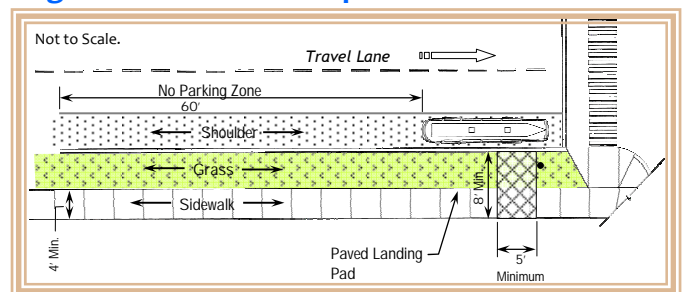 Not to Scale.
Travel Lane
No Parking Zone
60'
Shoulder
Grass
Sidewalk
8' Min.
4' Min.
Paved Landing
Pad
5'
Minimum